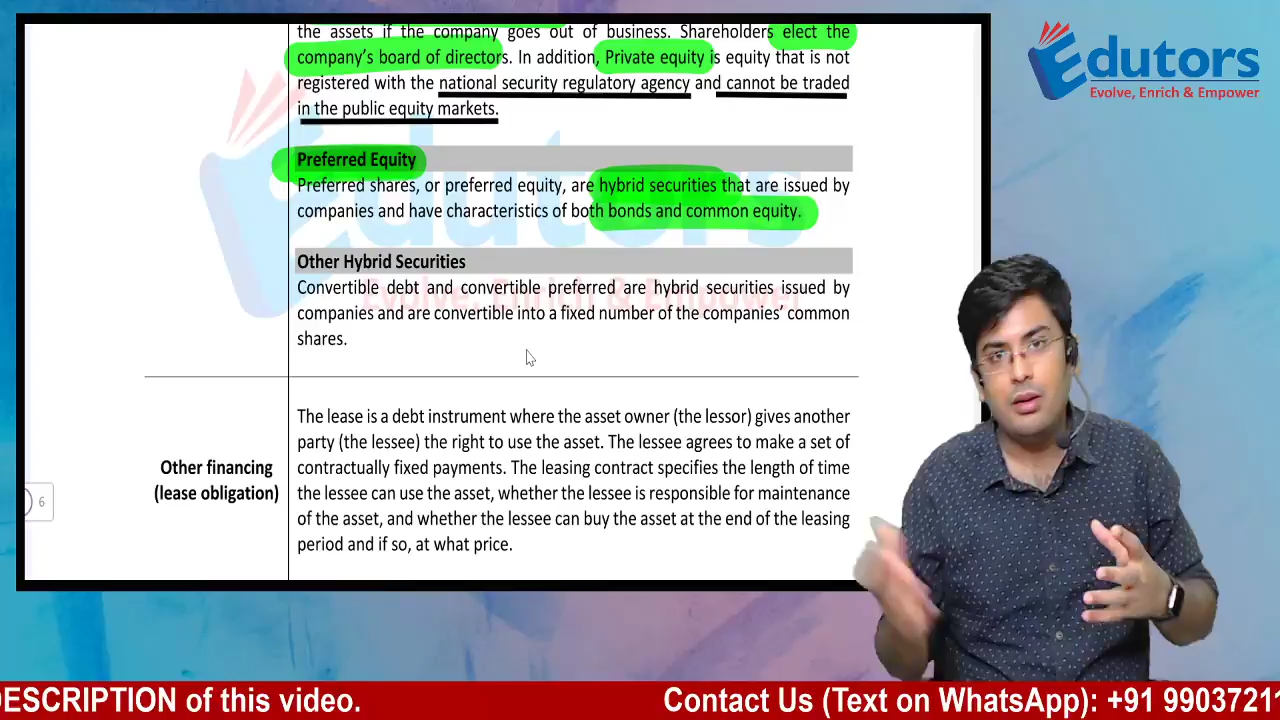 the assets if the company goes out of business. Shareholders elect the
company's board of directors. In addition, Private equity is equity that is not
registered with the national security regulatory agency and cannot be traded
in the public equity markets.
Preferred Equity
Preferred shares, or preferred equity, are hybrid securities that are issued by
companies and have characteristics of both bonds and common equity.
Other Hybrid Securities
Convertible debt and convertible preferred are hybrid securities issued by
companies and are convertible into a fixed number of the companies' common
shares.
Other financing
(lease obligation)
The lease is a debt instrument where the asset owner (the lessor) gives another
party (the lessee) the right to use the asset. The lessee agrees to make a set of
contractually fixed payments. The leasing contract specifies the length of time
the lessee can use the asset, whether the lessee is responsible for maintenance
of the asset, and whether the lessee can buy the asset at the end of the leasing
period and if so, at what price.
6
Edutors
Evolve, Enrich & Empower
Edutors
Evolve, Enrich & Empower
DESCRIPTION of this video.
Contact Us (Text on WhatsApp): +91 9903721